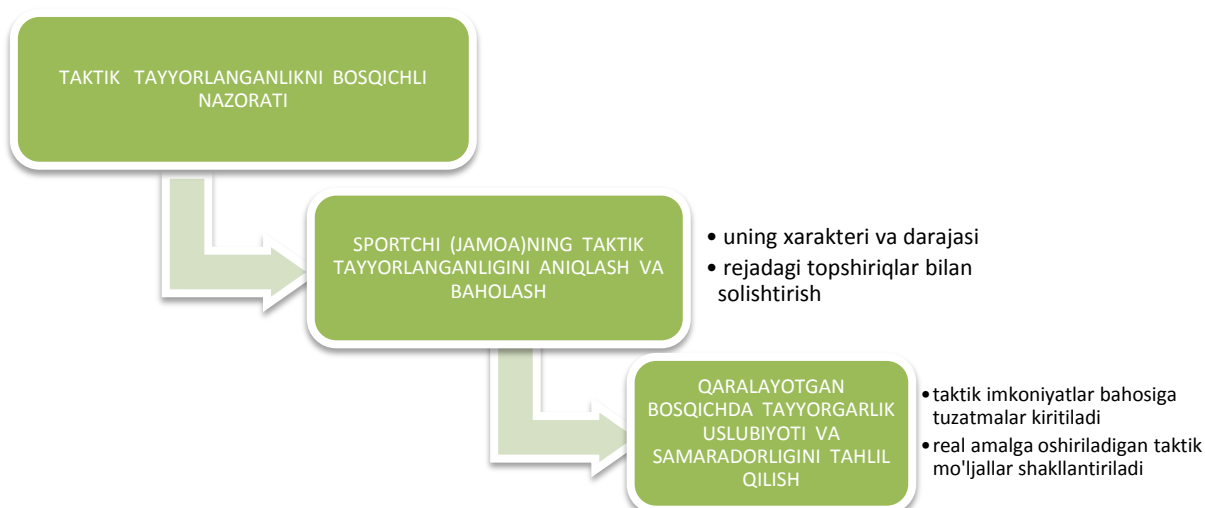 TAKTIK TAYYORLANGANLIKNI BOSQICHLI
NAZORATI
SPORTCHI (JAMOA)NING TAKTIK
TAYYORLANGANLIGINI ANIQLASH VA
BAHOLASH
• uning xarakteri va darajasi
• rejadagi topshiriqlar bilan
solishtirish
QARALAYOTGAN
BOSQICHDA TAYYORGARLIK
USLUBIYOTI VA
SAMARADORLIGINI TAHLIL
QILISH
•taktik imkoniyatlar bahosiga
tuzatmalar kiritiladi
•real amalga oshiriladigan taktik
mo'ljallar shakllantiriladi